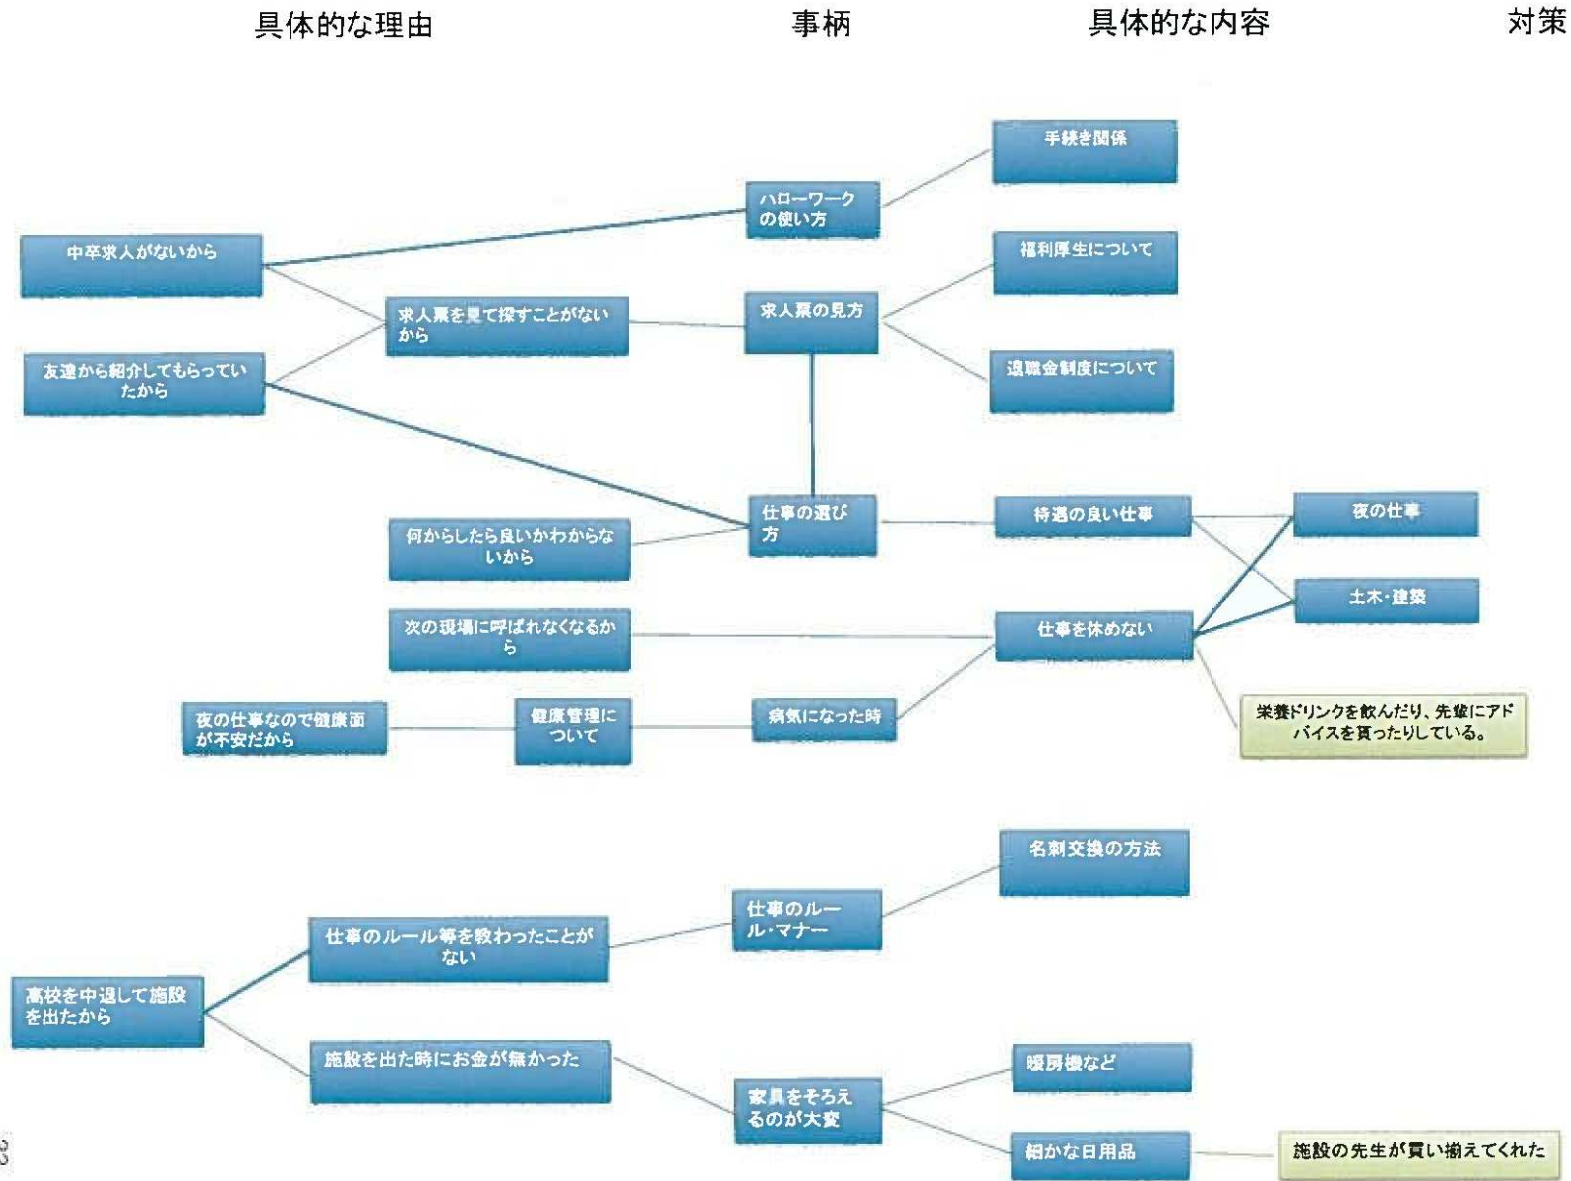 具体的な理由
事柄
具体的な内容
対策
手続き関係
ハローワーク
の使い方
中卒求人がないから
福利厚生について
求人票を見て探すことがない
から
求人票の見方
友達から紹介してもらってい
たから
退職金制度について
何からしたら良いかわからな
いから
仕事の選び
方
待遇の良い仕事
夜の仕事
土木・建築
次の現場に呼ばれなくなるか
ら
仕事を休めない
夜の仕事なので健康面
が不安だから
健康管理に
ついて
病気になった時
栄養ドリンクを飲んだり、先輩にアド
バイスを貰ったりしている。
名刺交換の方法
仕事のルー
ル・マナー
仕事のルール等を教わったことが
ない
高校を中退して施設
を出たから
施設を出た時にお金が無かった
暖房機など
家具をそろえ
るのが大変
細かな日用品
施設の先生が買い揃えてくれた